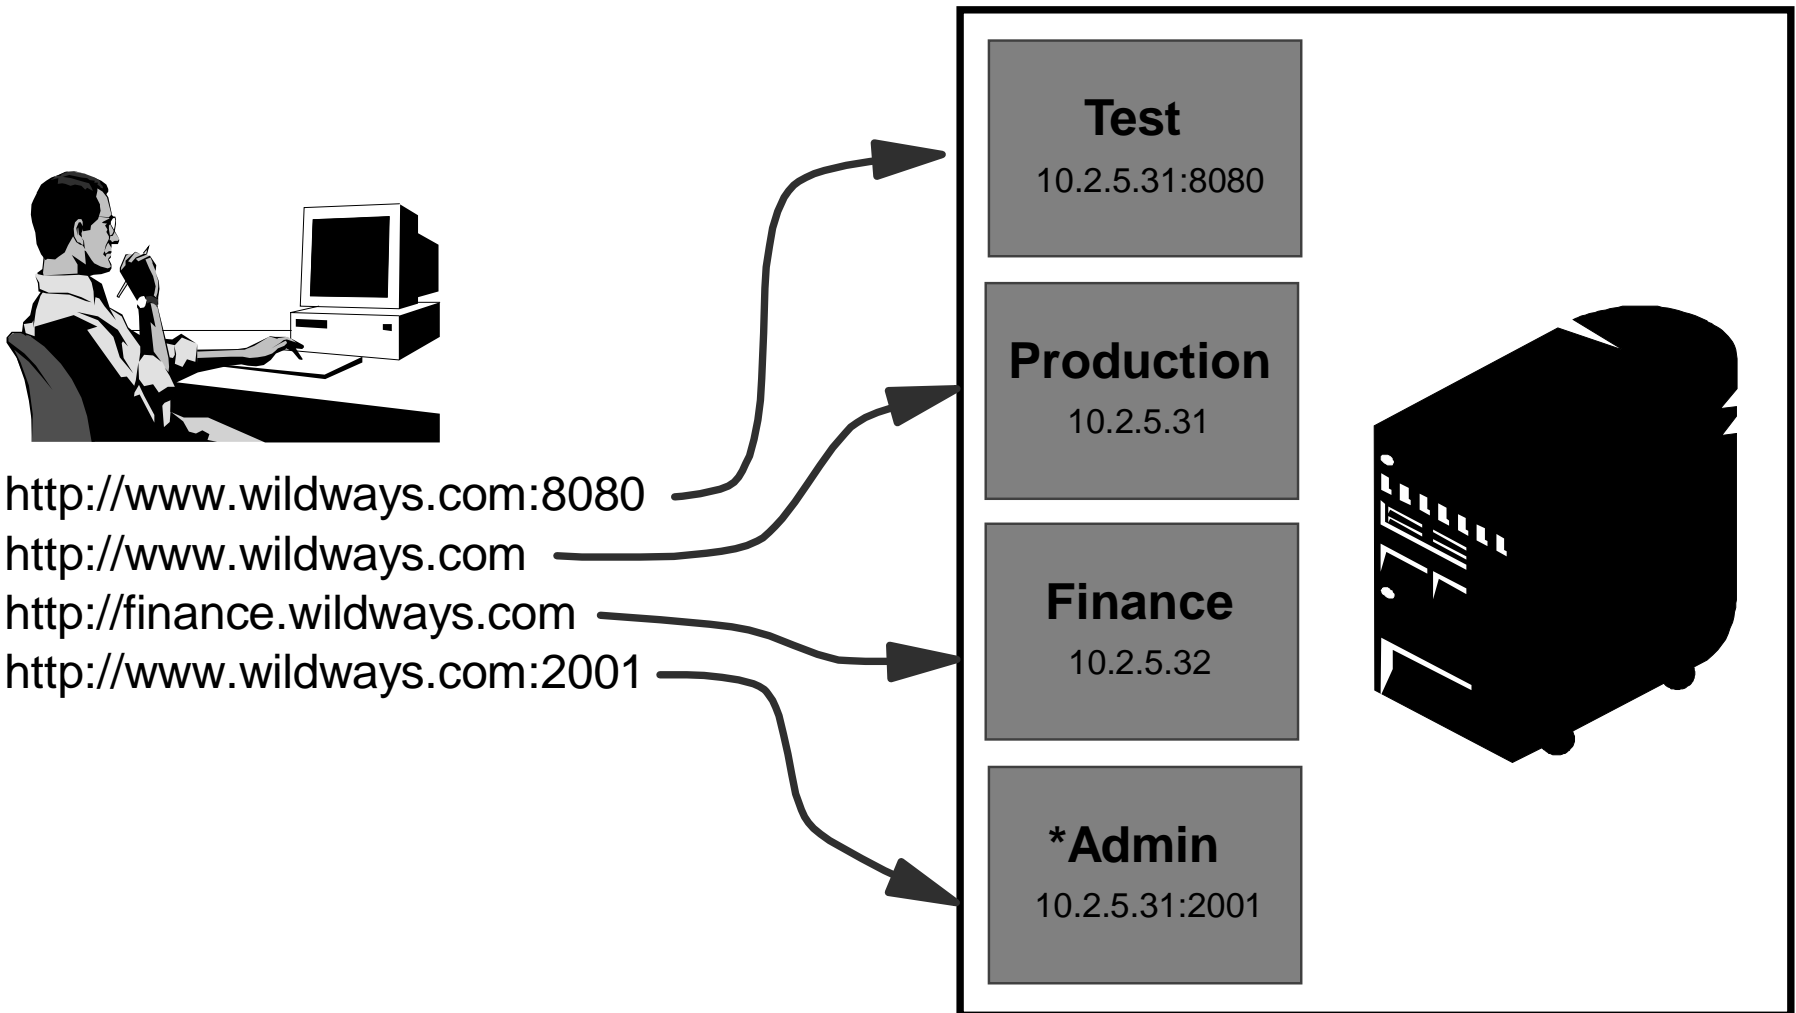 http://www.wildways.com:8080
http://www.wildways.com
http://finance.wildways.com
http://www.wildways.com:2001
Test
10.2.5.31:8080
Production
10.2.5.31
Finance
10.2.5.32
*Admin
10.2.5.31:2001